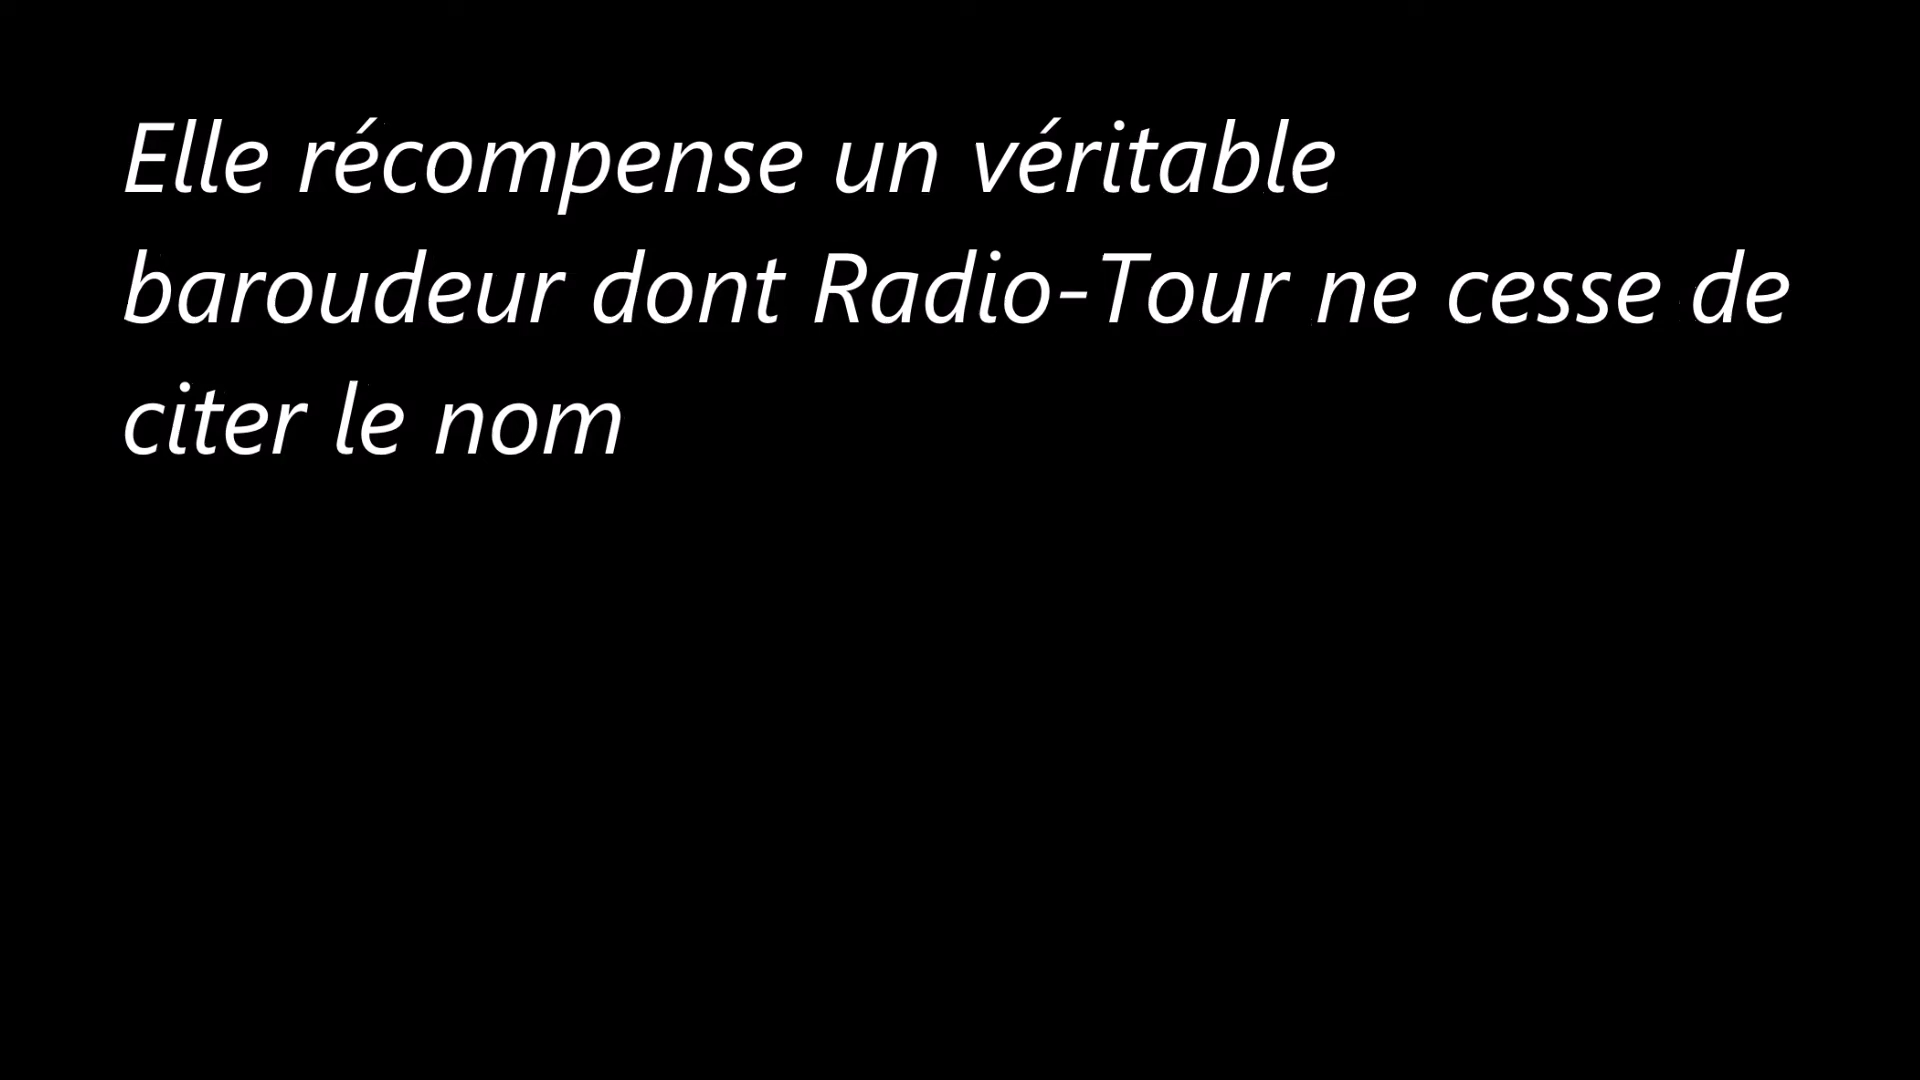 Elle récompense un véritable
baroudeur dont Radio-Tour ne cesse de
citer le nom